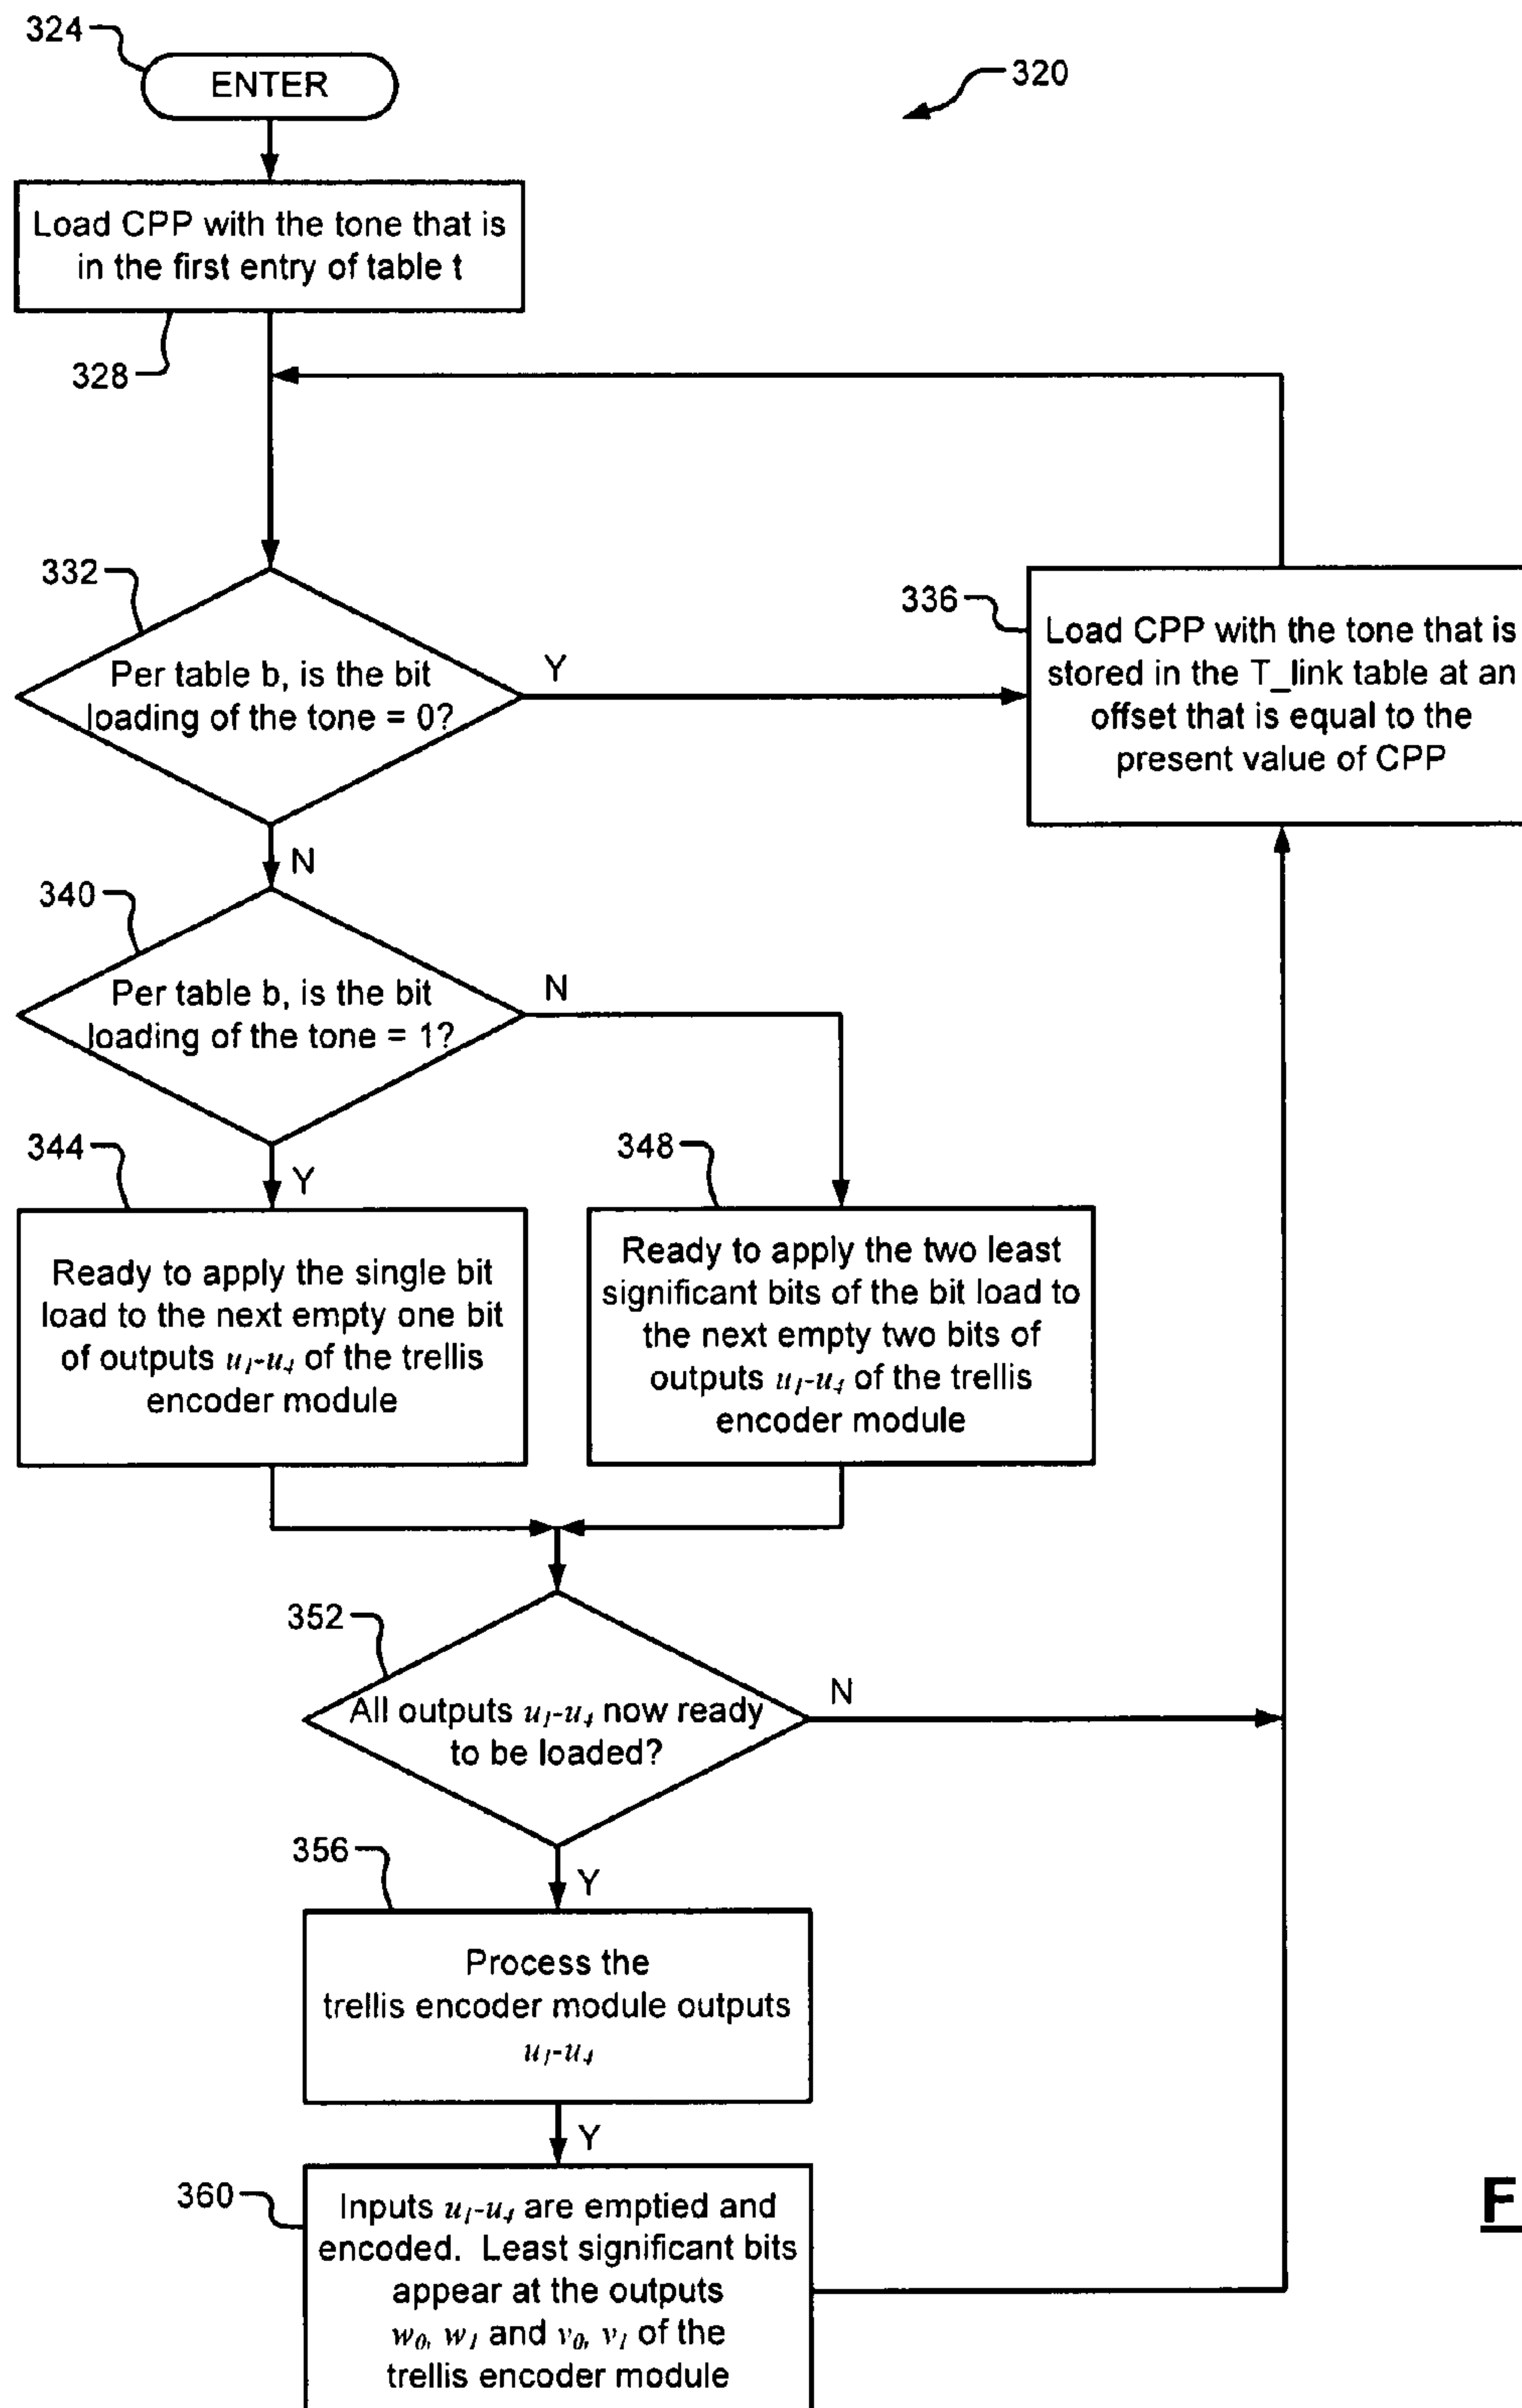 324
ENTER
320
Load CPP with the tone that is
in the first entry of table t
328
332
Per table b, is the bit
loading of the tone = 0?
Y
336
Load CPP with the tone that is
stored in the T_link table at an
offset that is equal to the
present value of CPP
N
340
Per table b, is the bit
loading of the tone = 1?
N
344
Y
348
Ready to apply the single bit
load to the next empty one bit
of outputs u₁-u₄ of the trellis
encoder module
Ready to apply the two least
significant bits of the bit load to
the next empty two bits of
outputs u₁-u₄ of the trellis
encoder module
352
All outputs u₁-u₄ now ready
to be loaded?
N
356
Y
Process the
trellis encoder module outputs
u₁-u₄
Y
360
Inputs u₁-u₄ are emptied and
encoded. Least significant bits
appear at the outputs
w₀, w₁ and v₀, v₁ of the
trellis encoder module
F